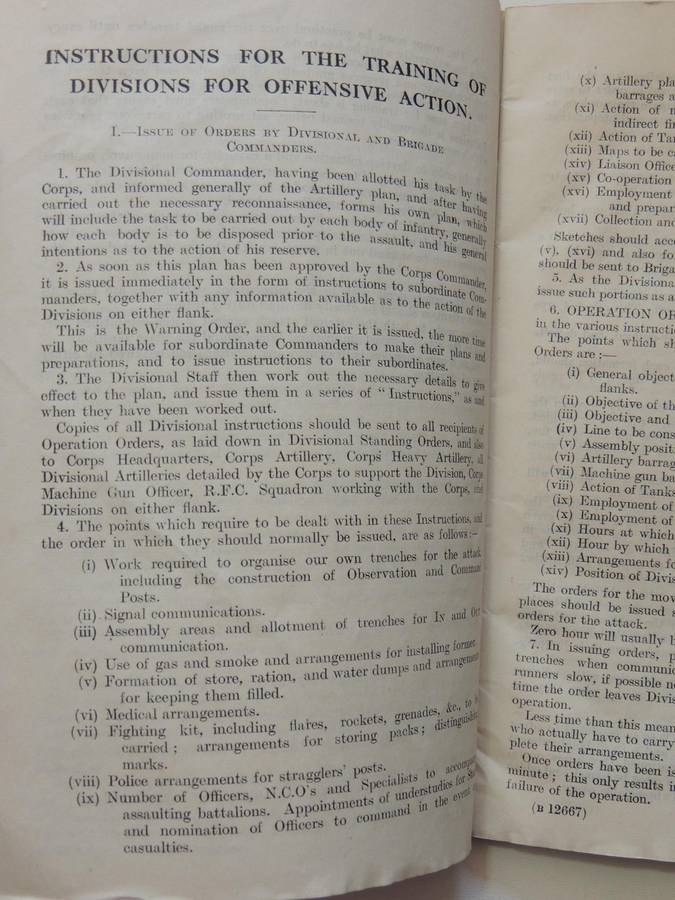 INSTRUCTIONS FOR THE TRAINING OF
DIVISIONS FOR OFFENSIVE ACTION.
I.—Issue of Orders by Divisional and Brigade
Commanders.
1. The Divisional Commander, having been allotted his task by the
Corps, and informed generally of the Artillery plan, and after having
carried out the necessary reconnaissance, forms his own plan, which
will include the task to be carried out by each body of infantry, generally
how each body is to be disposed prior to the assault, and his general
intentions as to the action of his reserve.
2. As soon as this plan has been approved by the Corps Commander,
it is issued immediately in the form of instructions to subordinate Com-
manders, together with any information available as to the action of the
Divisions on either flank.
This is the Warning Order, and the earlier it is issued, the more time
will be available for subordinate Commanders to make their plans and
preparations, and to issue instructions to their subordinates.
3. The Divisional Staff then work out the necessary details to give
effect to the plan, and issue them in a series of "Instructions," as and
when they have been worked out.
Copies of all Divisional instructions should be sent to all recipients of
Operation Orders, as laid down in Divisional Standing Orders, and also
to Corps Headquarters, Corps Artillery, Corps Heavy Artillery, all
Divisional Artilleries detailed by the Corps to support the Division, Corps
Machine Gun Officer, R.F.C. Squadron working with the Corps, and
Divisions on either flank.
4. The points which require to be dealt with in these Instructions, and
the order in which they should normally be issued, are as follows:—
(i) Work required to organise our own trenches for the attack
including the construction of Observation and Command
Posts.
(ii) Signal communications.
(iii) Assembly areas and allotment of trenches for In and Out
communication.
(iv) Use of gas and smoke and arrangements for installing former.
(v) Formation of store, ration, and water dumps and arrangement
for keeping them filled.
(vi) Medical arrangements.
(vii) Fighting kit, including flares, rockets, grenades, &c., to
carried; arrangements for storing packs; distinguishing
marks.
(viii) Police arrangements for stragglers' posts.
(ix) Number of Officers, N.C.O's and Specialists to accompany
assaulting battalions. Appointments of understudies for
and nomination of Officers to command in the event
casualties.
(x) Artillery pla
barrages a
(xi) Action of
indirect fi
(xii) Action of Tan
(xiii) Maps to be c
(xiv) Liaison Office
(xv) Co-operation
(xvi) Employment
and prepar
(xvii) Collection and
Sketches should acc
(v), (xvi) and also fo
should be sent to Briga
5. As the Divisiona
issue such portions as a
6. OPERATION OR
in the various instructi
The points which sh
Orders are:—
(i) General object
flanks.
(ii) Objective of th
(iii) Objective and
(iv) Line to be cons
(v) Assembly positi
(vi) Artillery barrag
(vii) Machine gun ba
(viii) Action of Tanks
(ix) Employment of
(x) Employment of
(xi) Hours at which
(xii) Hour by which
(xiii) Arrangements fo
(xiv) Position of Divis
The orders for the mov
places should be issued s
orders for the attack.
Zero hour will usually b
7. In issuing orders, p
trenches when communic
runners slow, if possible no
time the order leaves Divis
operation.
Less time than this mean
who actually have to carry
plete their arrangements.
Once orders have been is
minute; this only results in
failure of the operation.
(B 12667)